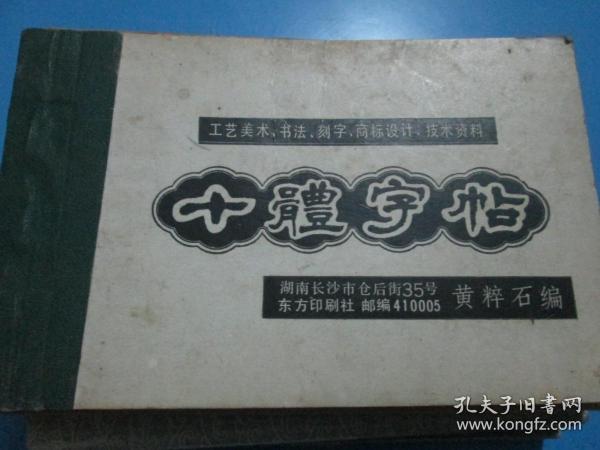 工艺美术、书法、刻字、商标设计、技术资料
十體字帖
湖南长沙市仓后街35号
东方印刷社 邮编410005
黄粹石编
孔夫子旧书网
www.kongfz.com